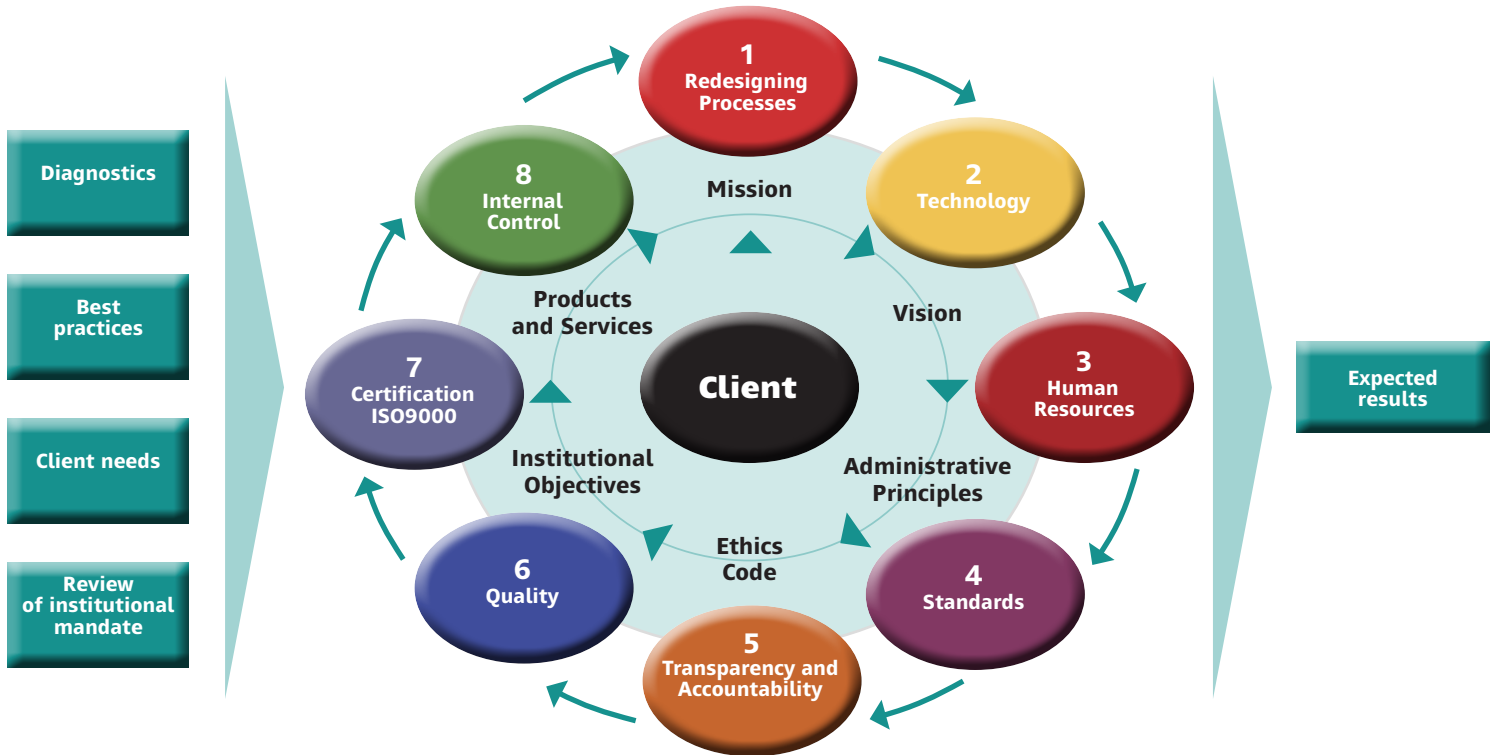 Diagnostics
Best
practices
Client needs
Review
of institutional
mandate
1
Redesigning
Processes
2
Technology
3
Human
Resources
4
Standards
5
Transparency and
Accountability
6
Quality
7
Certification
ISO9000
8
Internal
Control
Mission
Vision
Administrative
Principles
Ethics
Code
Institutional
Objectives
Products
and Services
Client
Expected
results